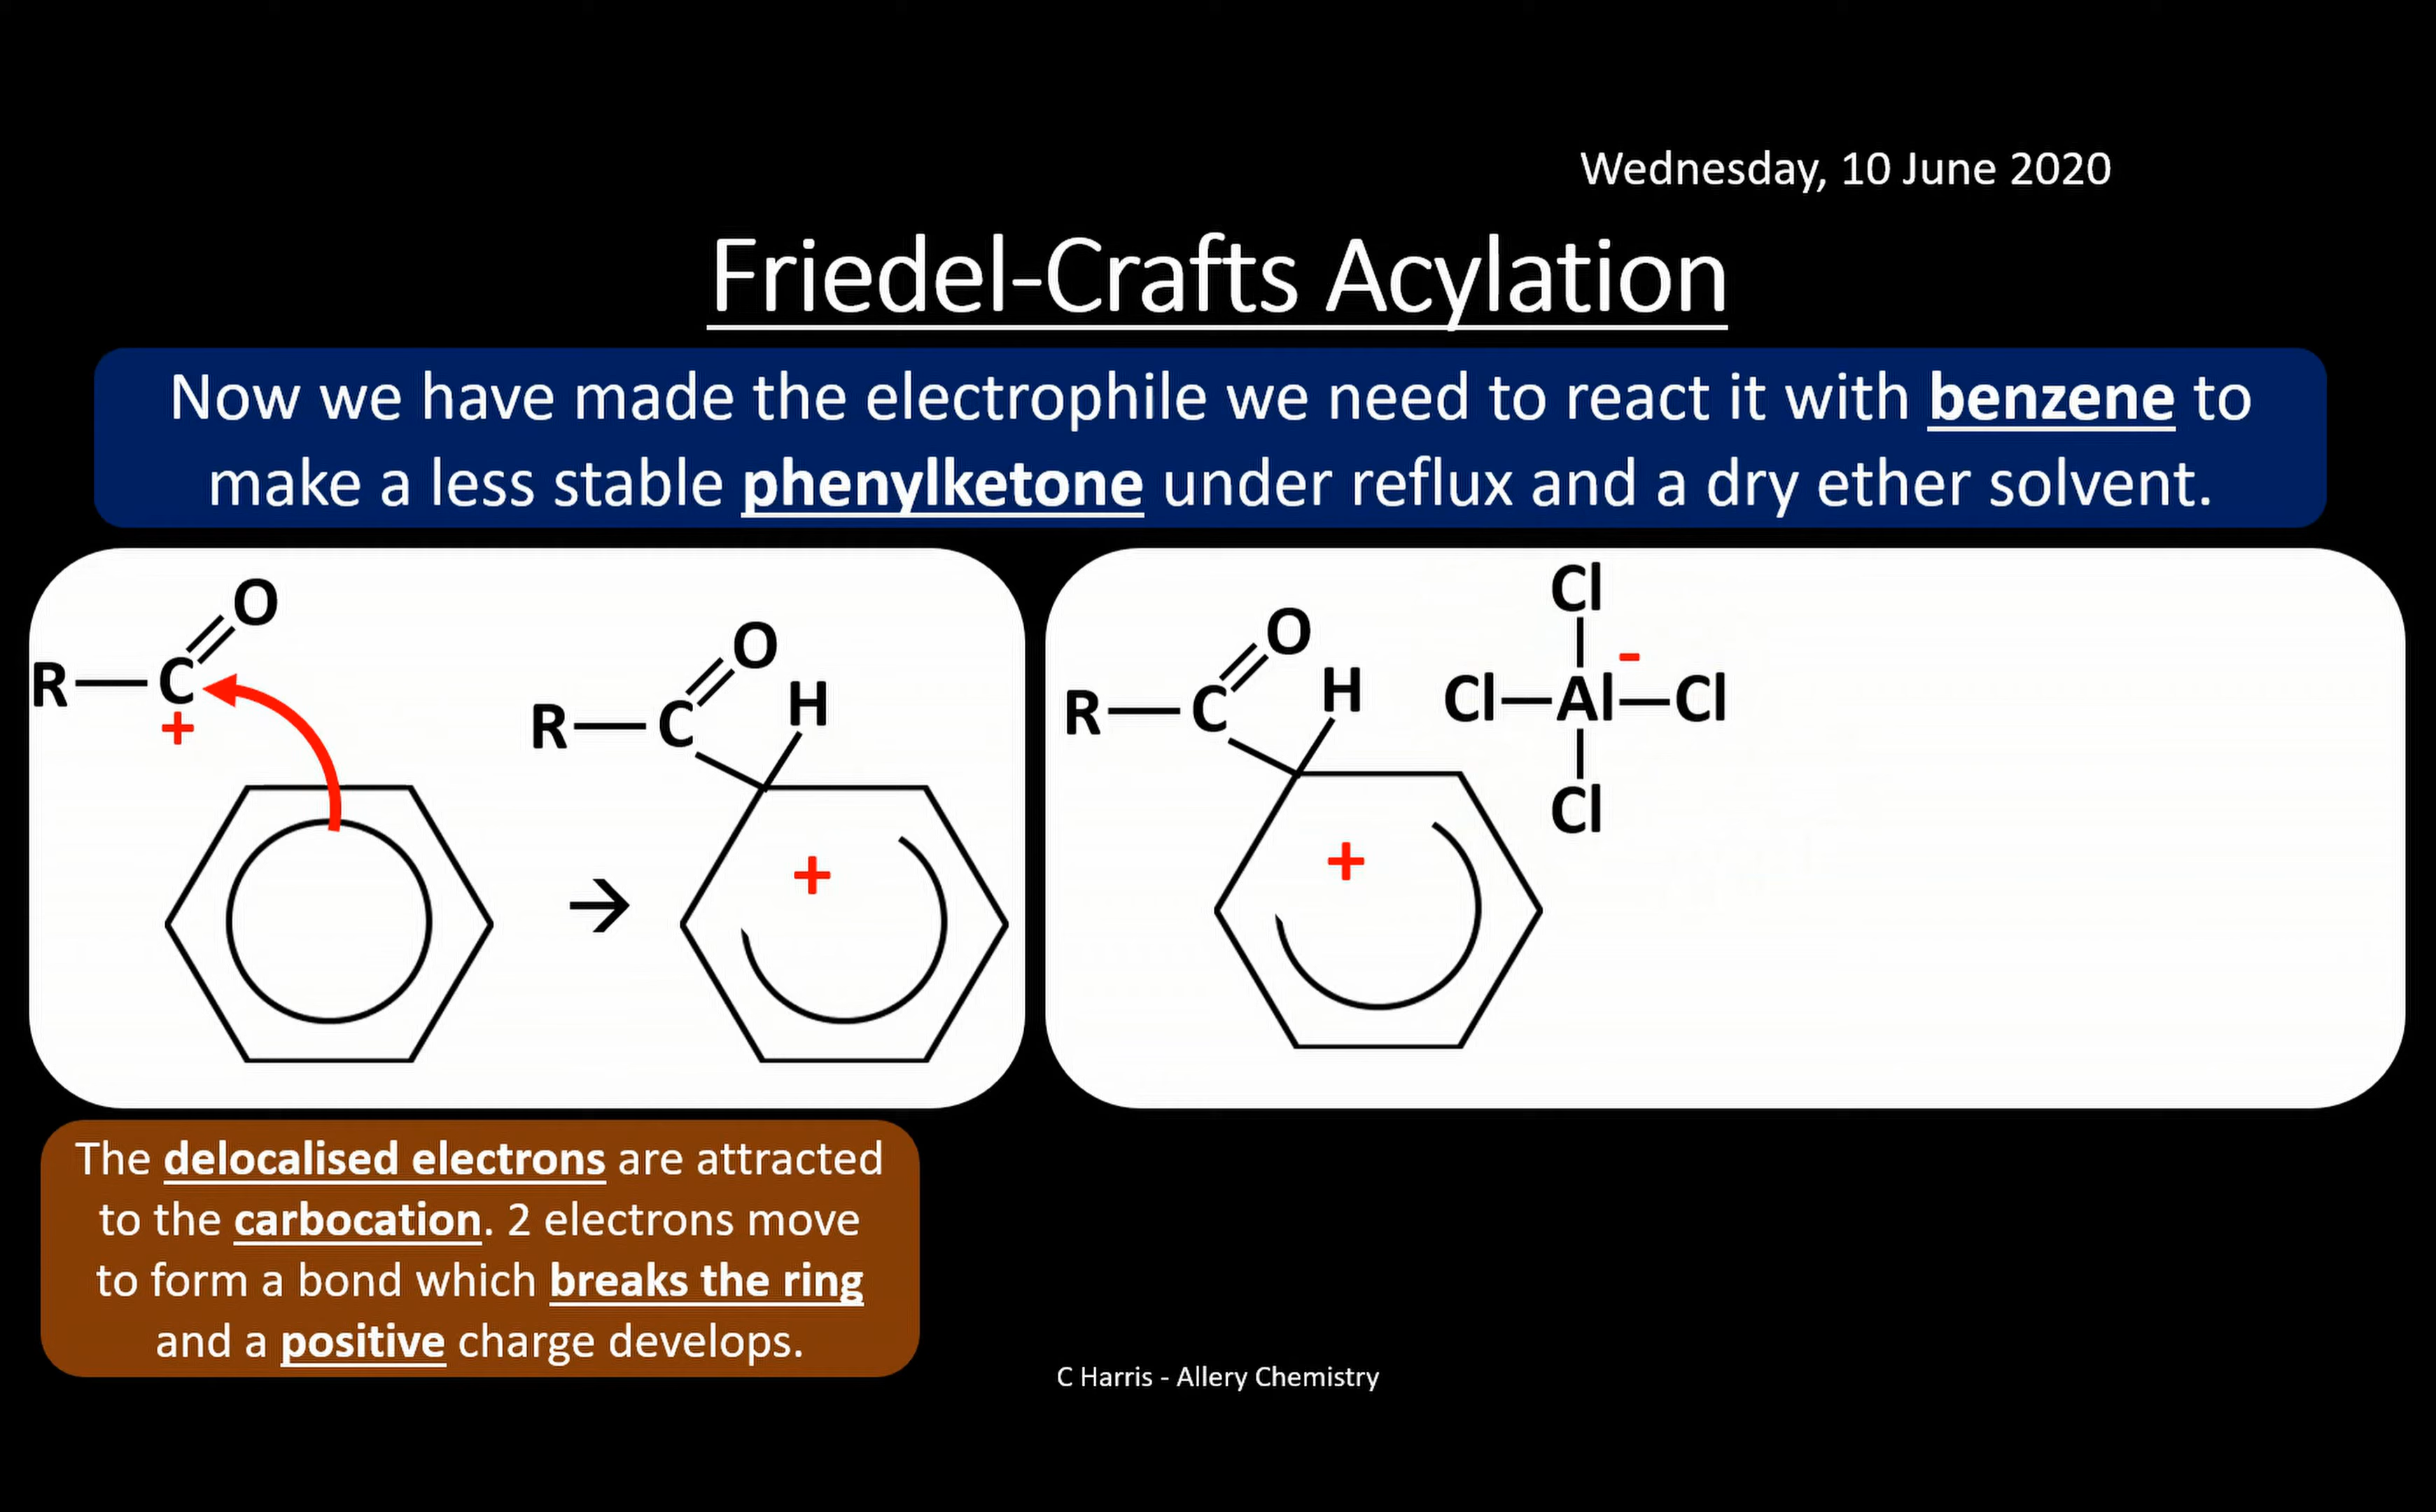 Wednesday, 10 June 2020
Friedel-Crafts Acylation
Now we have made the electrophile we need to react it with benzene to
make a less stable phenylketone under reflux and a dry ether solvent.
O
R C
+
O
R C H
+
→
Cl
O
R C H Cl Al - Cl
Cl
+
The delocalised electrons are attracted
to the carbocation. 2 electrons move
to form a bond which breaks the ring
and a positive charge develops.
C Harris - Allery Chemistry